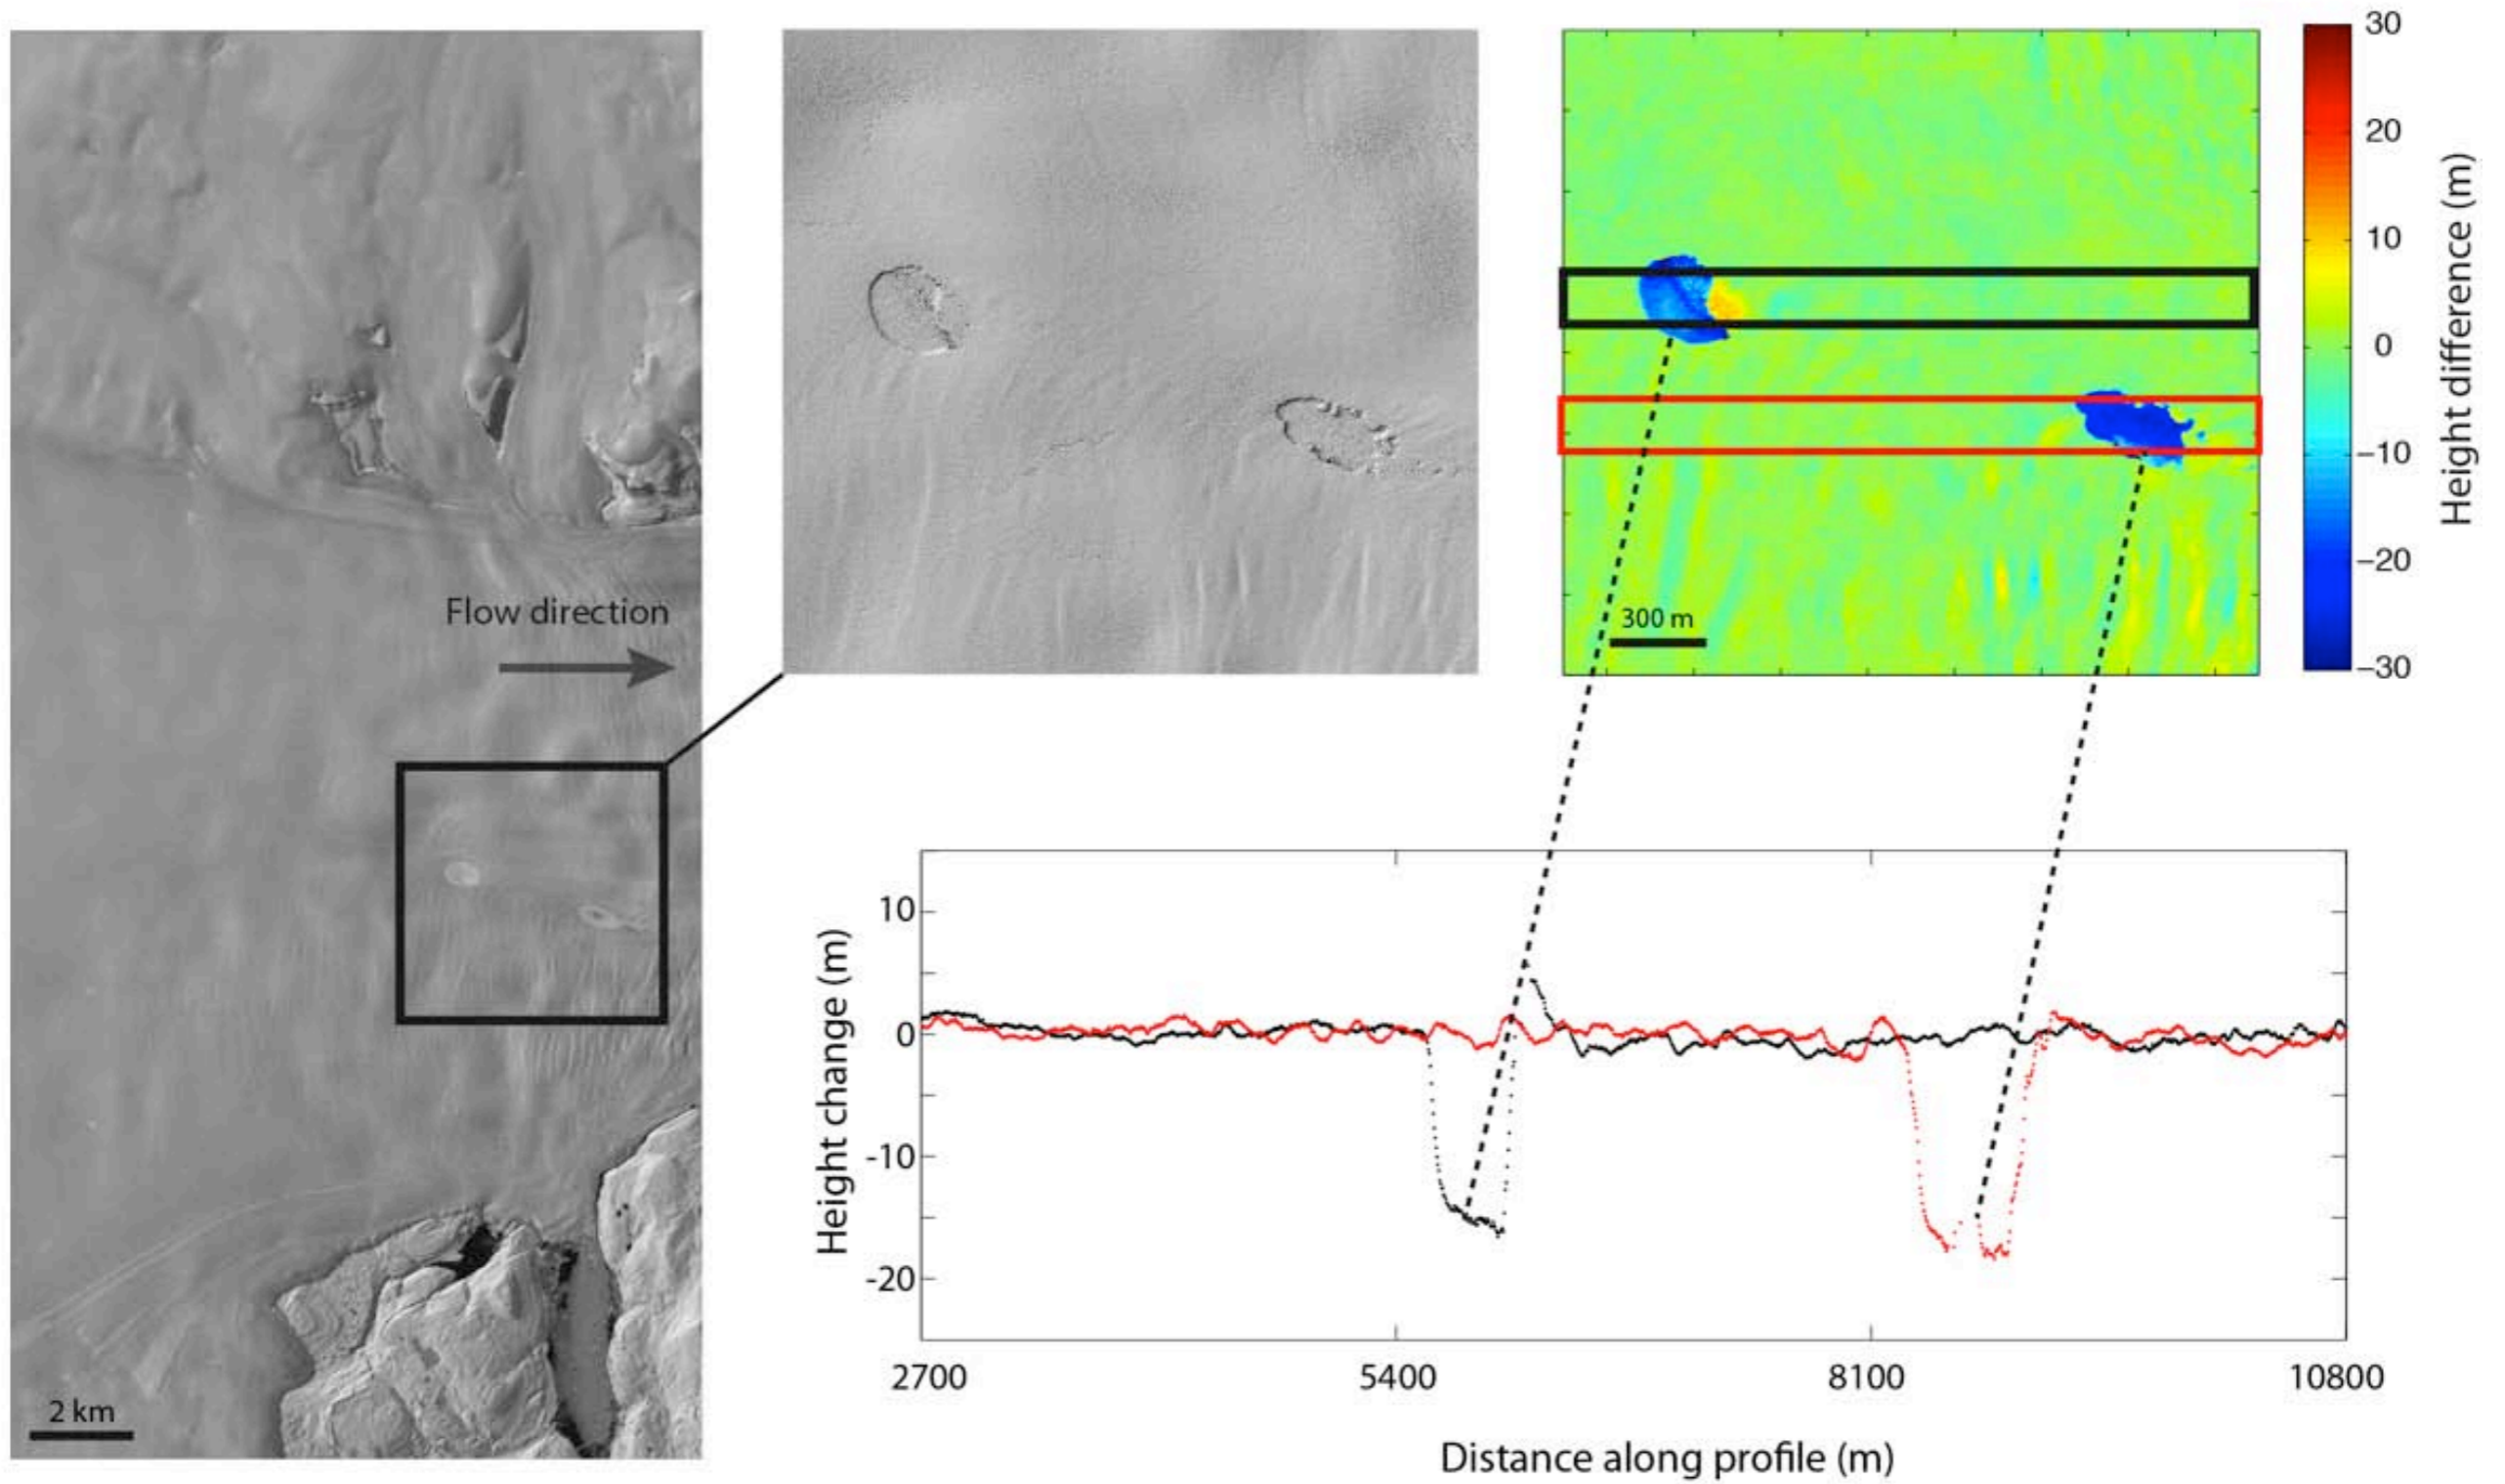 Flow direction
2 km
300 m
30
20
10
0
−10
−20
−30
Height difference (m)
10
0
-10
-20
Height change (m)
2700 5400 8100 10800
Distance along profile (m)